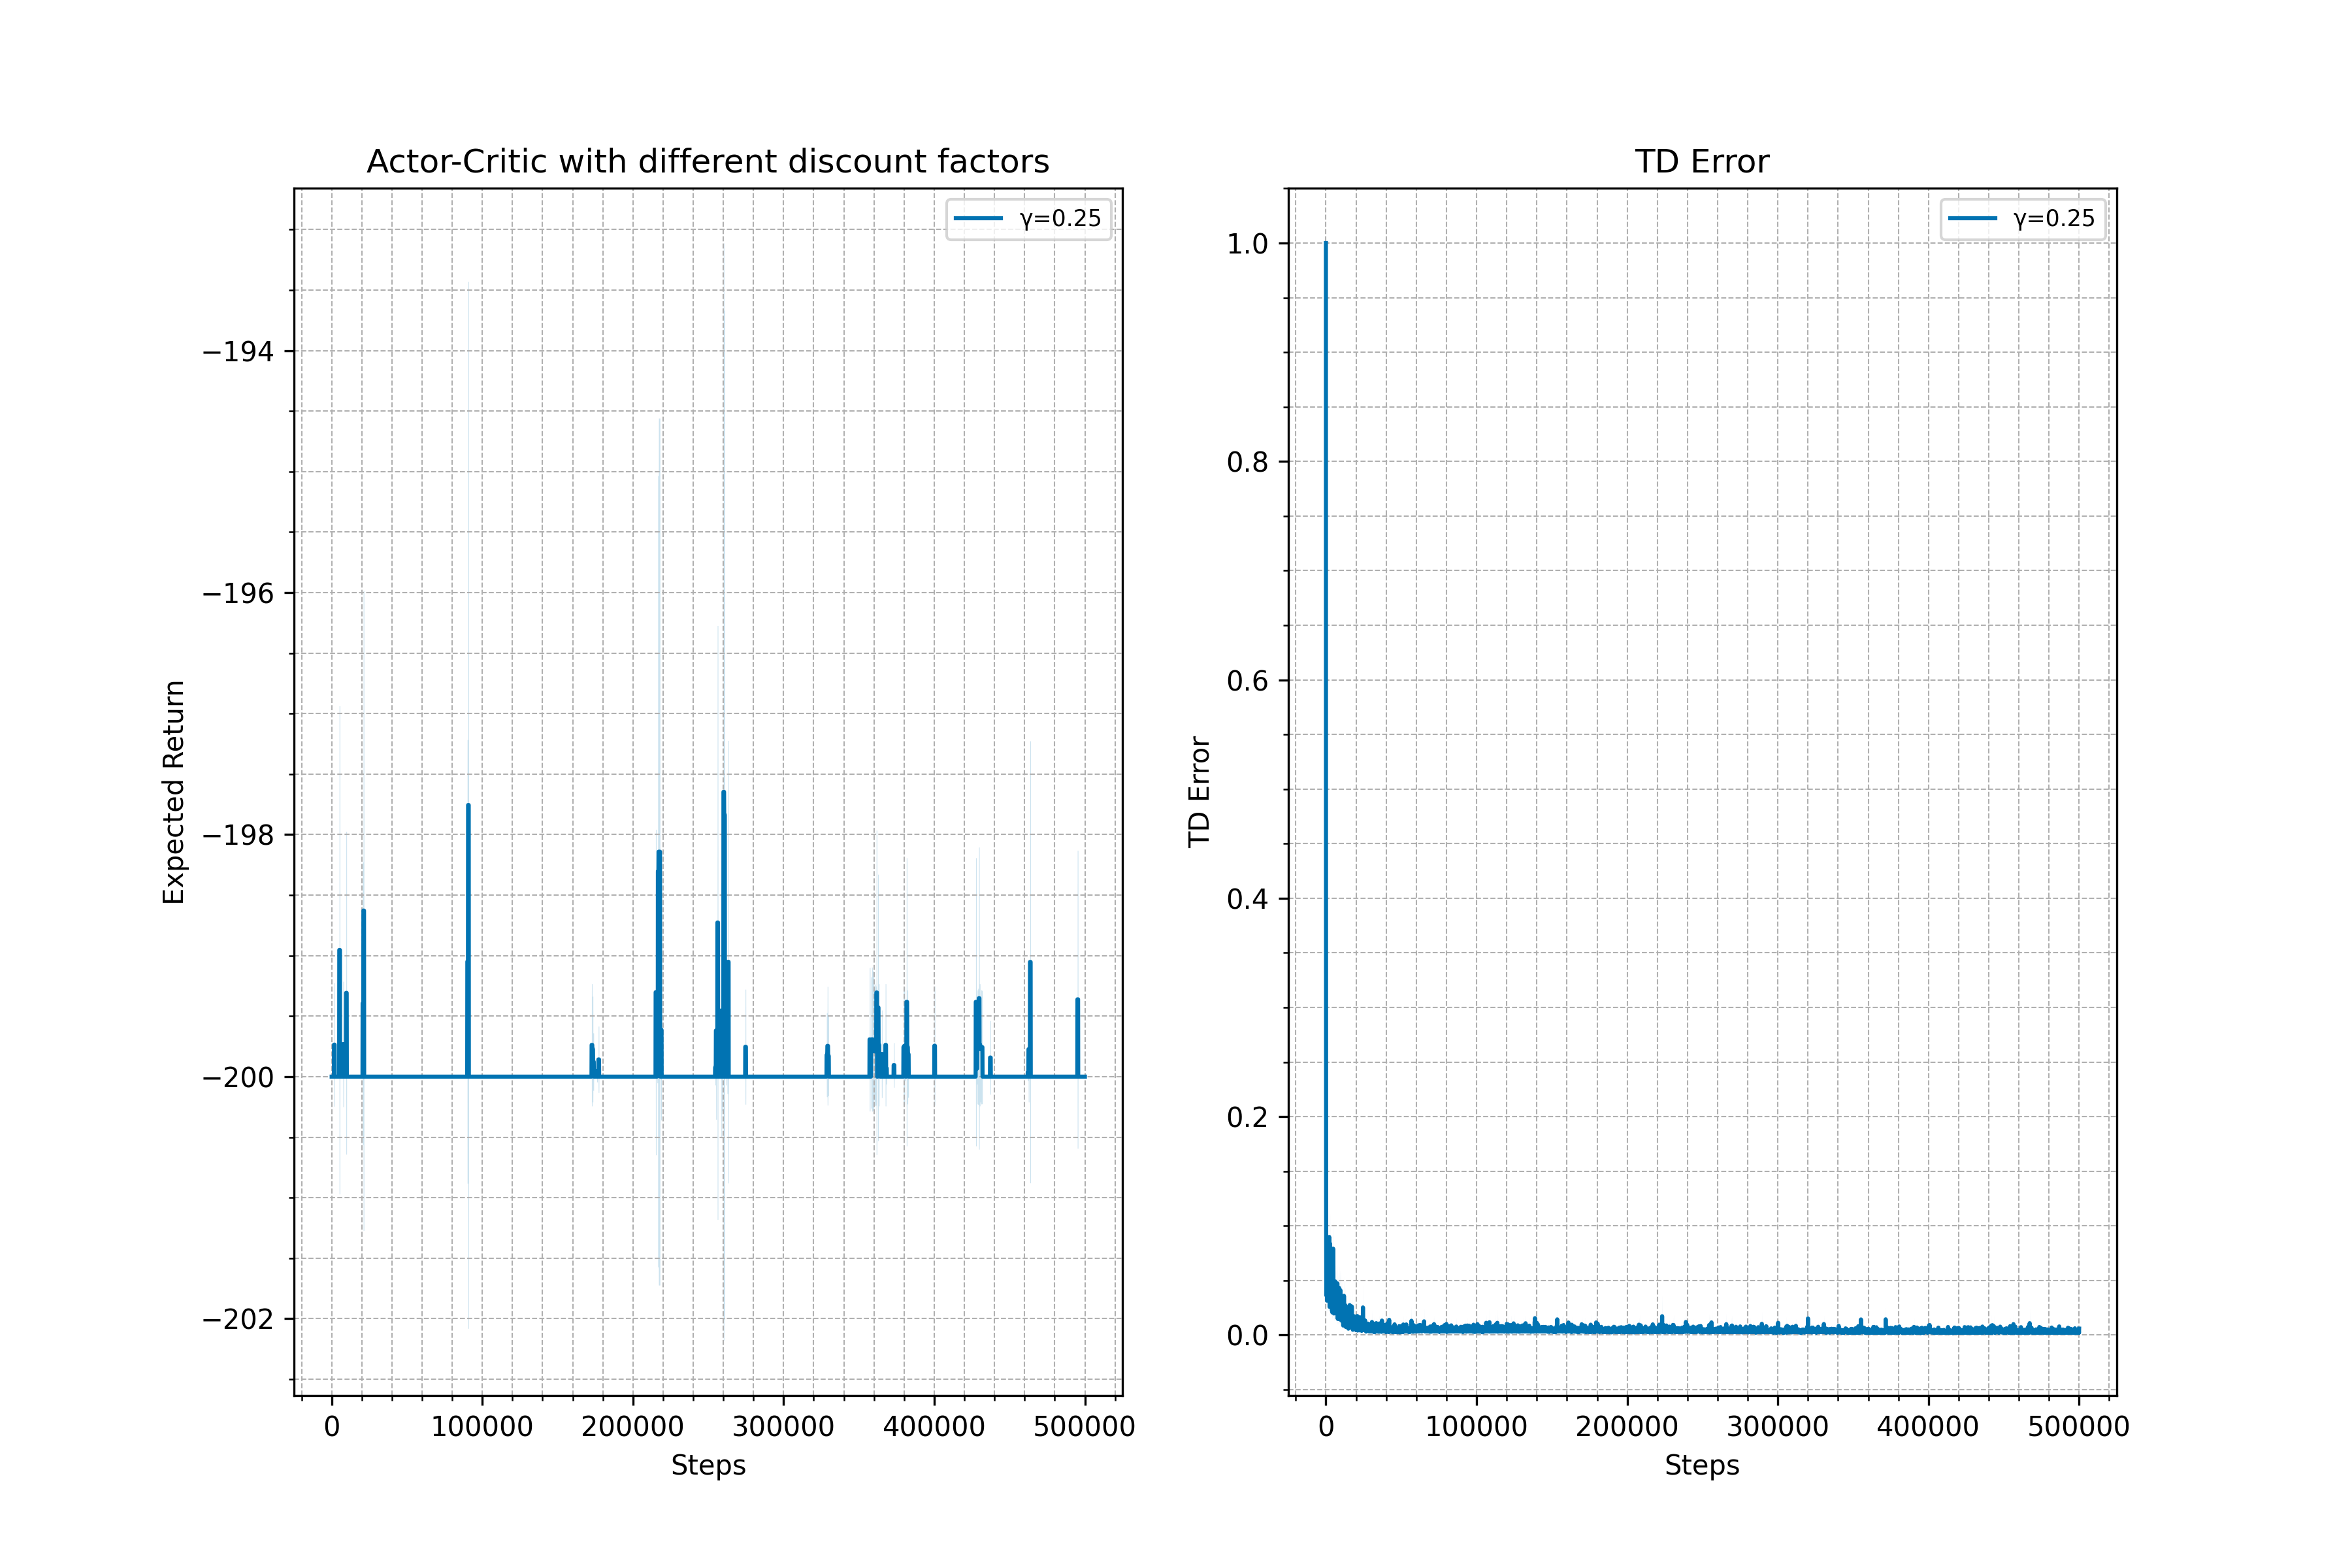 Actor-Critic with different discount factors
γ=0.25
−194
−196
−198
−200
−202
Expected Return
0
100000
200000
300000
400000
500000
Steps
TD Error
γ=0.25
1.0
0.8
0.6
0.4
0.2
0.0
TD Error
0
100000
200000
300000
400000
500000
Steps